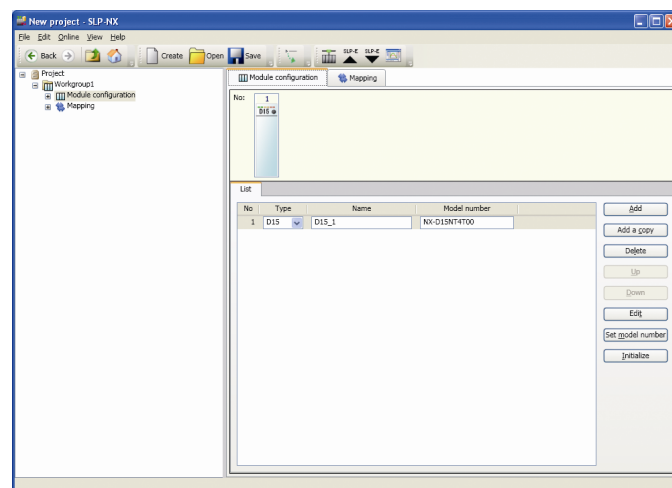 New project - SLP-NX
File Edit Online View Help
Back Create Open Save SLP-E SLP-E
Project
Workgroup1
Module configuration
Mapping
Module configuration Mapping
No: 1
D15
List
No Type Name Model number
1 D15 D15_1 NX-D15NT4T00
Add
Add a copy
Delete
Up
Down
Edit
Set model number
Initialize